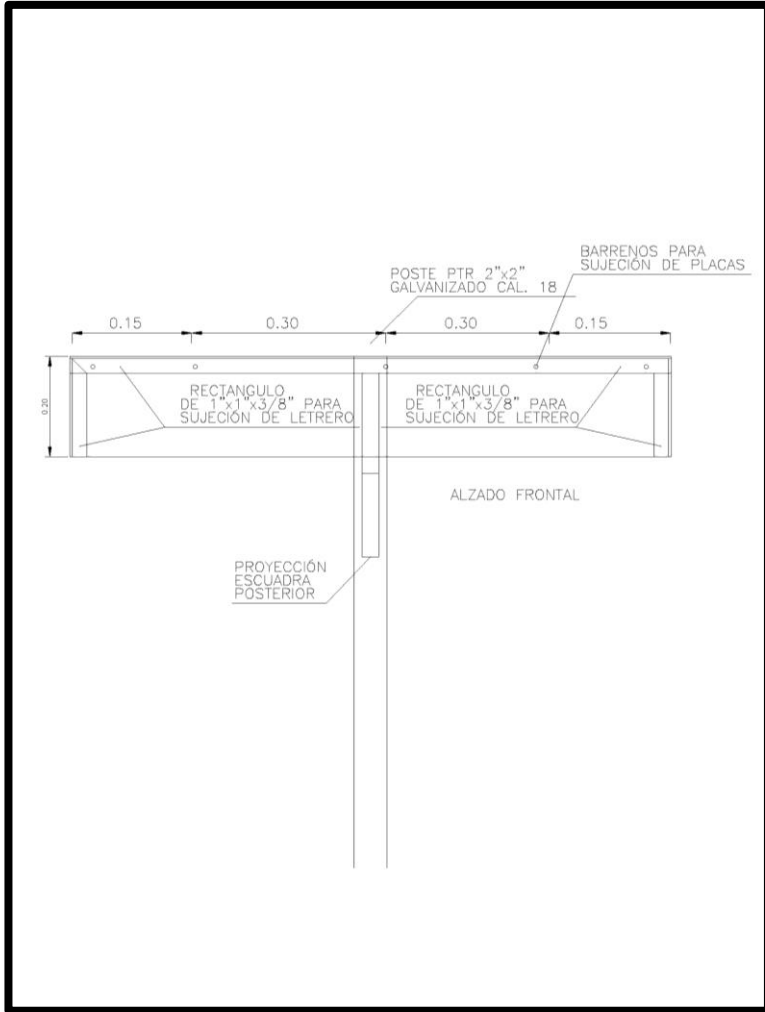 BARRENOS PARA
SUJECIÓN DE PLACAS
POSTE PTR 2"x2"
GALVANIZADO CAL. 18
0.15
0.30
0.30
0.15
0.20
RECTANGULO
DE 1"x1"x3/8" PARA
SUJECIÓN DE LETRERO
RECTANGULO
DE 1"x1"x3/8" PARA
SUJECIÓN DE LETRERO
ALZADO FRONTAL
PROYECCIÓN
ESCUADRA
POSTERIOR